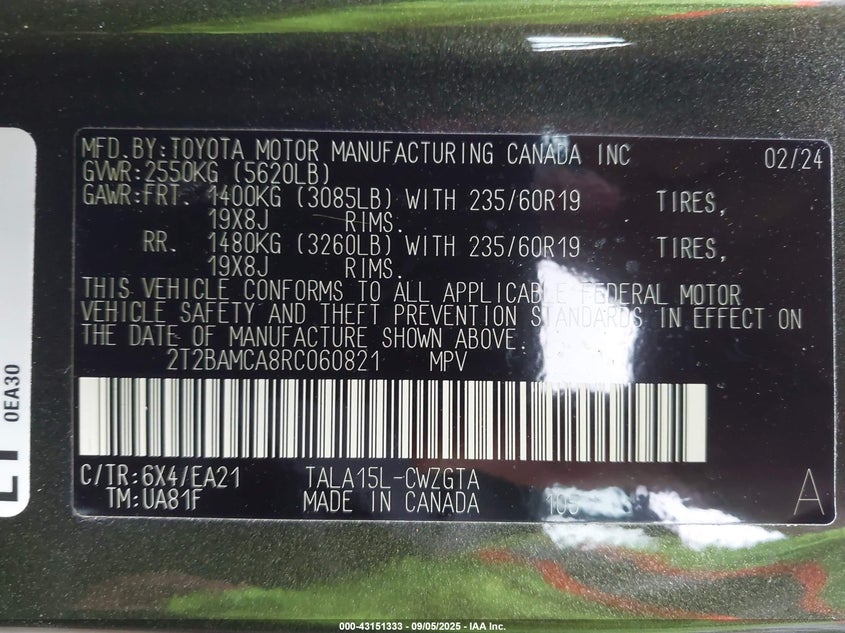 MFD.BY:TOYOTA MOTOR MANUFACTURING CANADA INC 02/24
GVWR:2550KG (5620LB)
GAWR:FRT. 1400KG (3085LB) WITH 235/60R19 TIRES,
19X8J RIMS.
RR. 1480KG (3260LB) WITH 235/60R19 TIRES,
19X8J RIMS.
THIS VEHICLE CONFORMS TO ALL APPLICABLE FEDERAL MOTOR
VEHICLE SAFETY AND THEFT PREVENTION STANDARDS IN EFFECT ON
THE DATE OF MANUFACTURE SHOWN ABOVE.
2T2BAMCA8RC060821 MPV
C/TR:6X4/EA21 TALA15L-CWZGTA
TM:UA81F MADE IN CANADA 105 A
0EA30
000-43151333 - 09/05/2025 - IAA Inc.